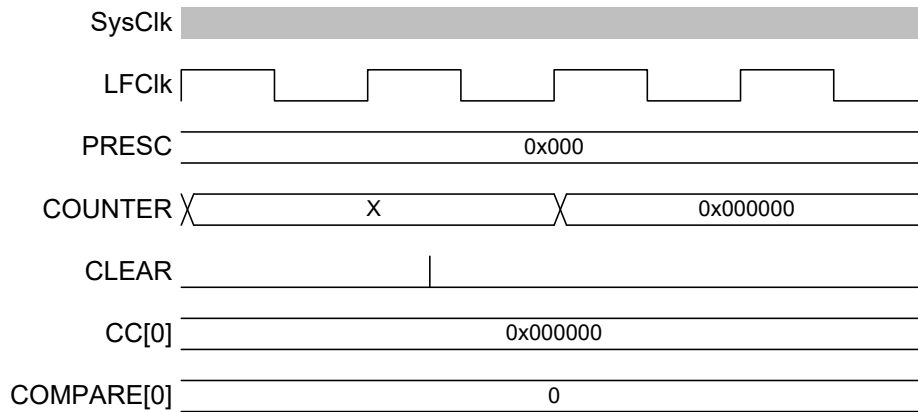 SysClk
LFClk
PRESC 0x000
COUNTER X 0x000000
CLEAR
CC[0] 0x000000
COMPARE[0] 0